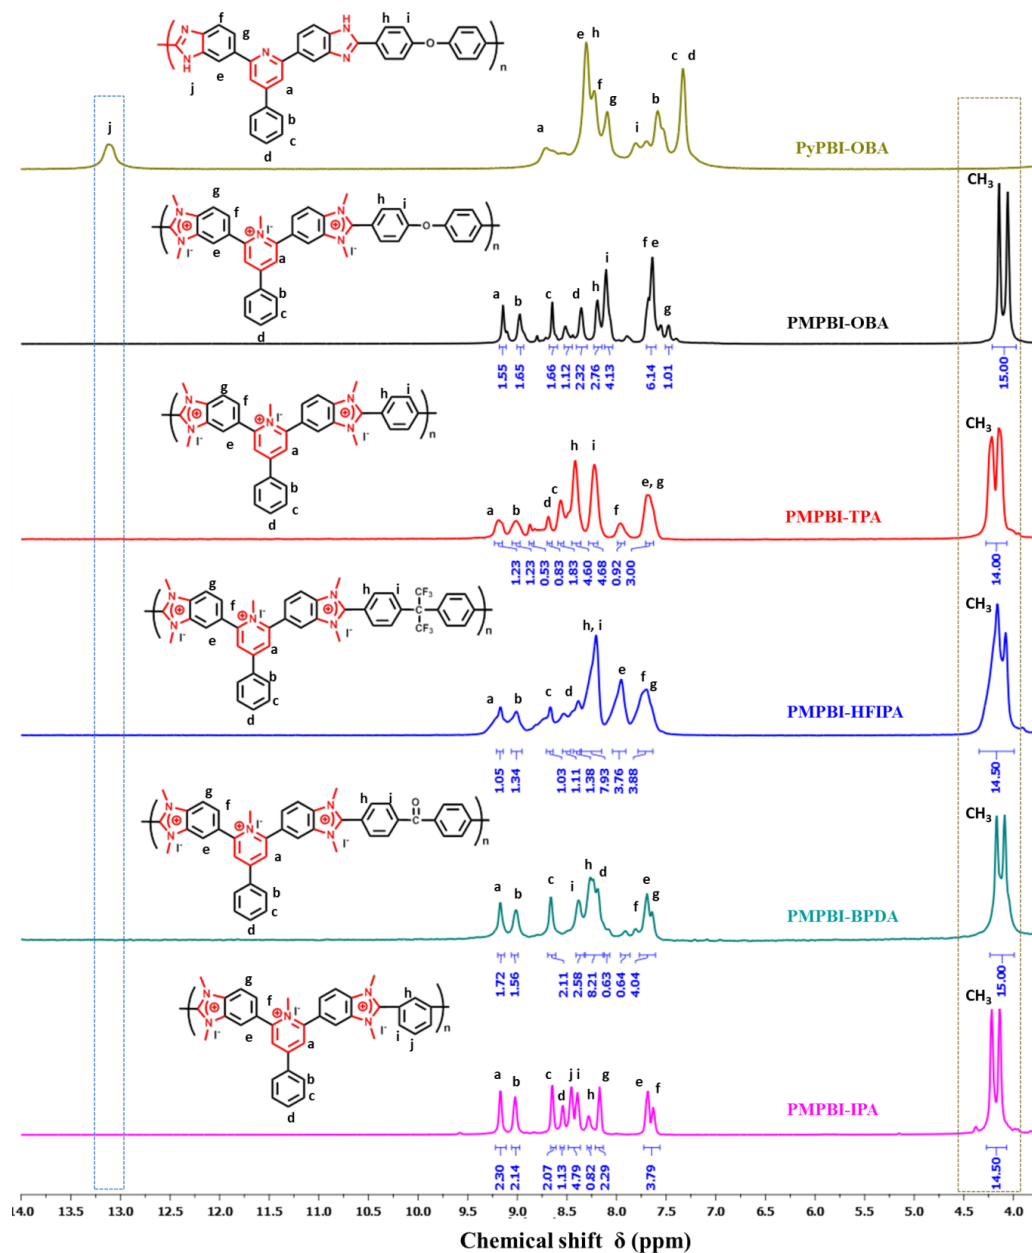 f
H
N
N
h
i
g
N
N
H
O
n
e
j
a
b
c
d
e h
f
g
a
i
b
c d
j
PyPBI-OBA
CH3
g
f
N
N
I-
N
I-
N
N
I-
h
i
O
n
e
a
b
c
d
a
b
c
d
h
i
f e
g
PMPBI-OBA
1.55
1.65
1.66
1.12
2.32
2.76
4.13
6.14
1.01
15.00
g
f
N
N
I-
N
I-
N
N
I-
h
i
n
e
a
b
c
d
a
b
d
c
h
i
f
e, g
CH3
PMPBI-TPA
1.23
1.23
0.53
0.83
1.83
4.60
4.68
0.92
3.00
14.00
g
f
N
N
I-
N
I-
N
N
I-
h
i
CF3
CF3
n
e
a
b
c
d
a
b
c
d
h, i
e
f
g
CH3
PMPBI-HFIPA
1.05
1.34
1.03
1.11
1.38
7.93
3.76
3.88
14.50
g
f
N
N
I-
N
I-
N
N
I-
h
i
O
C
n
e
a
b
c
d
a
b
c
i
h
d
f
e
g
CH3
PMPBI-BPDA
1.72
1.56
2.11
2.58
8.21
0.63
0.64
4.04
15.00
g
f
N
N
I-
N
I-
N
N
I-
h
i
j
n
e
a
b
c
d
a
b
c
d
j i
h
g
e
f
CH3
PMPBI-IPA
2.30
2.14
2.07
1.13
4.79
0.82
2.29
3.79
14.50
14.0 13.5 13.0 12.5 12.0 11.5 11.0 10.5 10.0 9.5 9.0 8.5 8.0 7.5 7.0 6.5 6.0 5.5 5.0 4.5 4.0
Chemical shift δ (ppm)